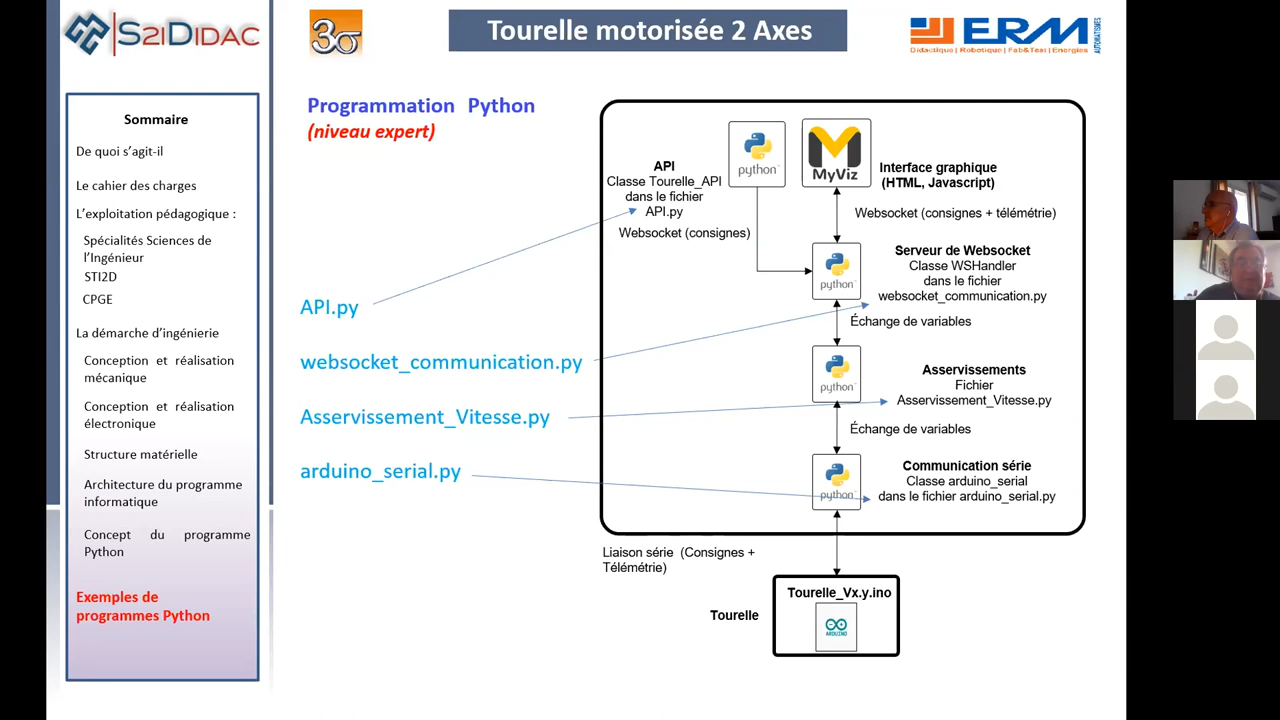 S2IDIDAC
3σ
Tourelle motorisée 2 Axes
ERM
AUTOMATISMES
Didactique | Robotique | Fab&Test | Energies
Sommaire
De quoi s'agit-il
Le cahier des charges
L'exploitation pédagogique :
Spécialités Sciences de
l'Ingénieur
STI2D
CPGE
La démarche d'ingénierie
Conception et réalisation
mécanique
Conception et réalisation
électronique
Structure matérielle
Architecture du programme
informatique
Concept du programme
Python
Exemples de
programmes Python
Programmation Python
(niveau expert)
API.py
websocket_communication.py
Asservissement_Vitesse.py
arduino_serial.py
API
Classe Tourelle_API
dans le fichier
API.py
Websocket (consignes)
python
MyViz
Interface graphique
(HTML, Javascript)
Websocket (consignes + télémétrie)
python
Serveur de Websocket
Classe WSHandler
dans le fichier
websocket_communication.py
Échange de variables
python
Asservissements
Fichier
Asservissement_Vitesse.py
Échange de variables
python
Communication série
Classe arduino_serial
dans le fichier arduino_serial.py
Liaison série (Consignes +
Télémétrie)
Tourelle
Tourelle_Vx.y.ino
ARDUINO